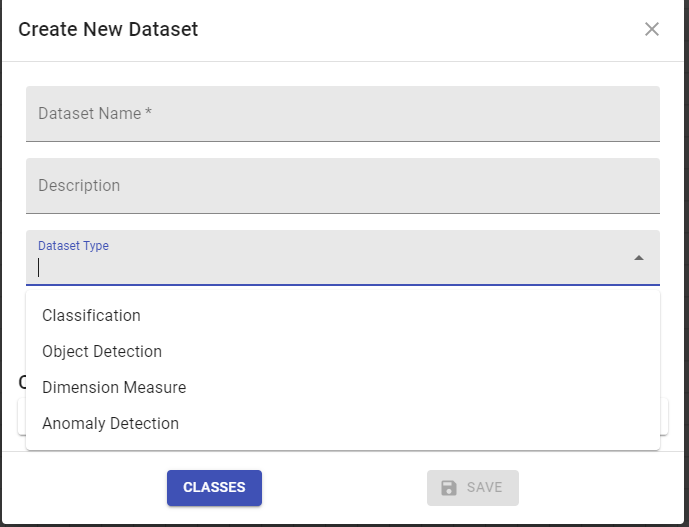 Create New Dataset
Dataset Name *
Description
Dataset Type
Classification
Object Detection
Dimension Measure
Anomaly Detection
CLASSES
SAVE